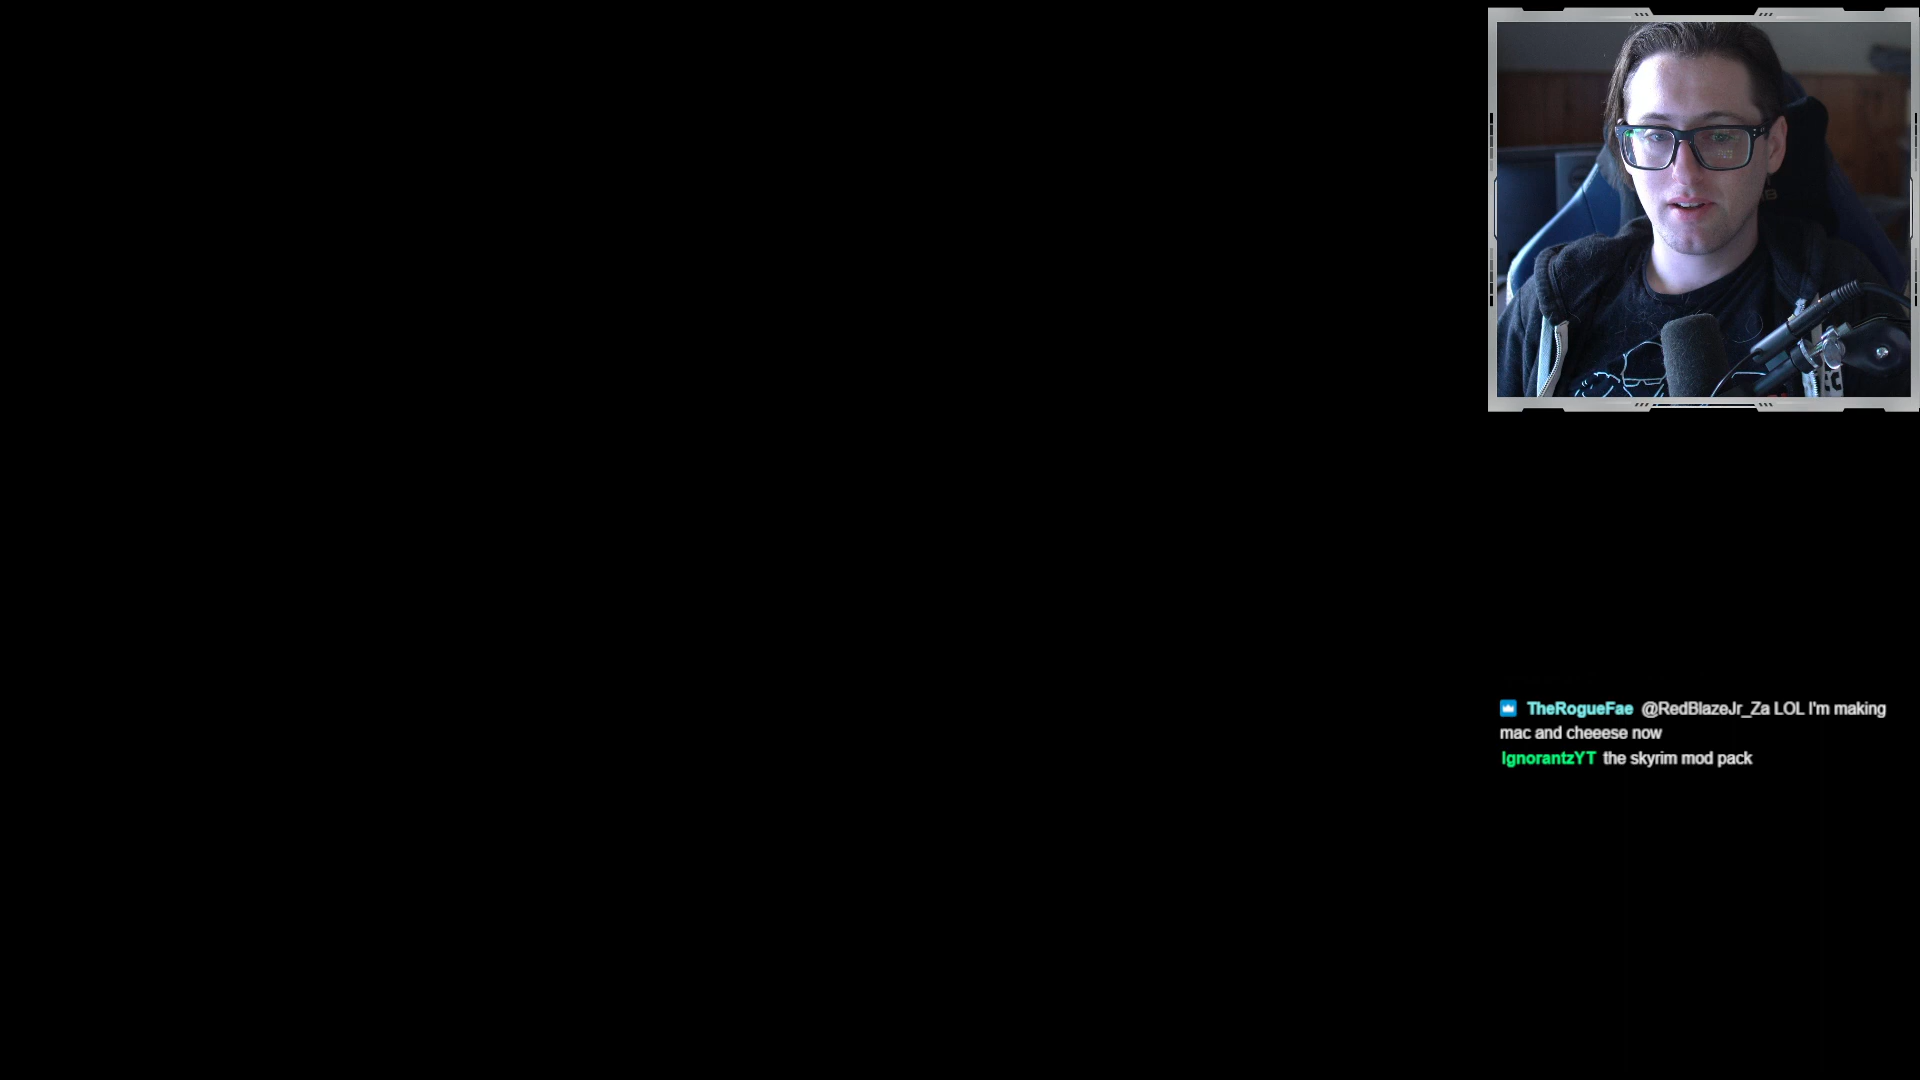 TheRogueFae @RedBlazeJr_Za LOL I'm making
mac and cheeese now
IgnorantzYT the skyrim mod pack